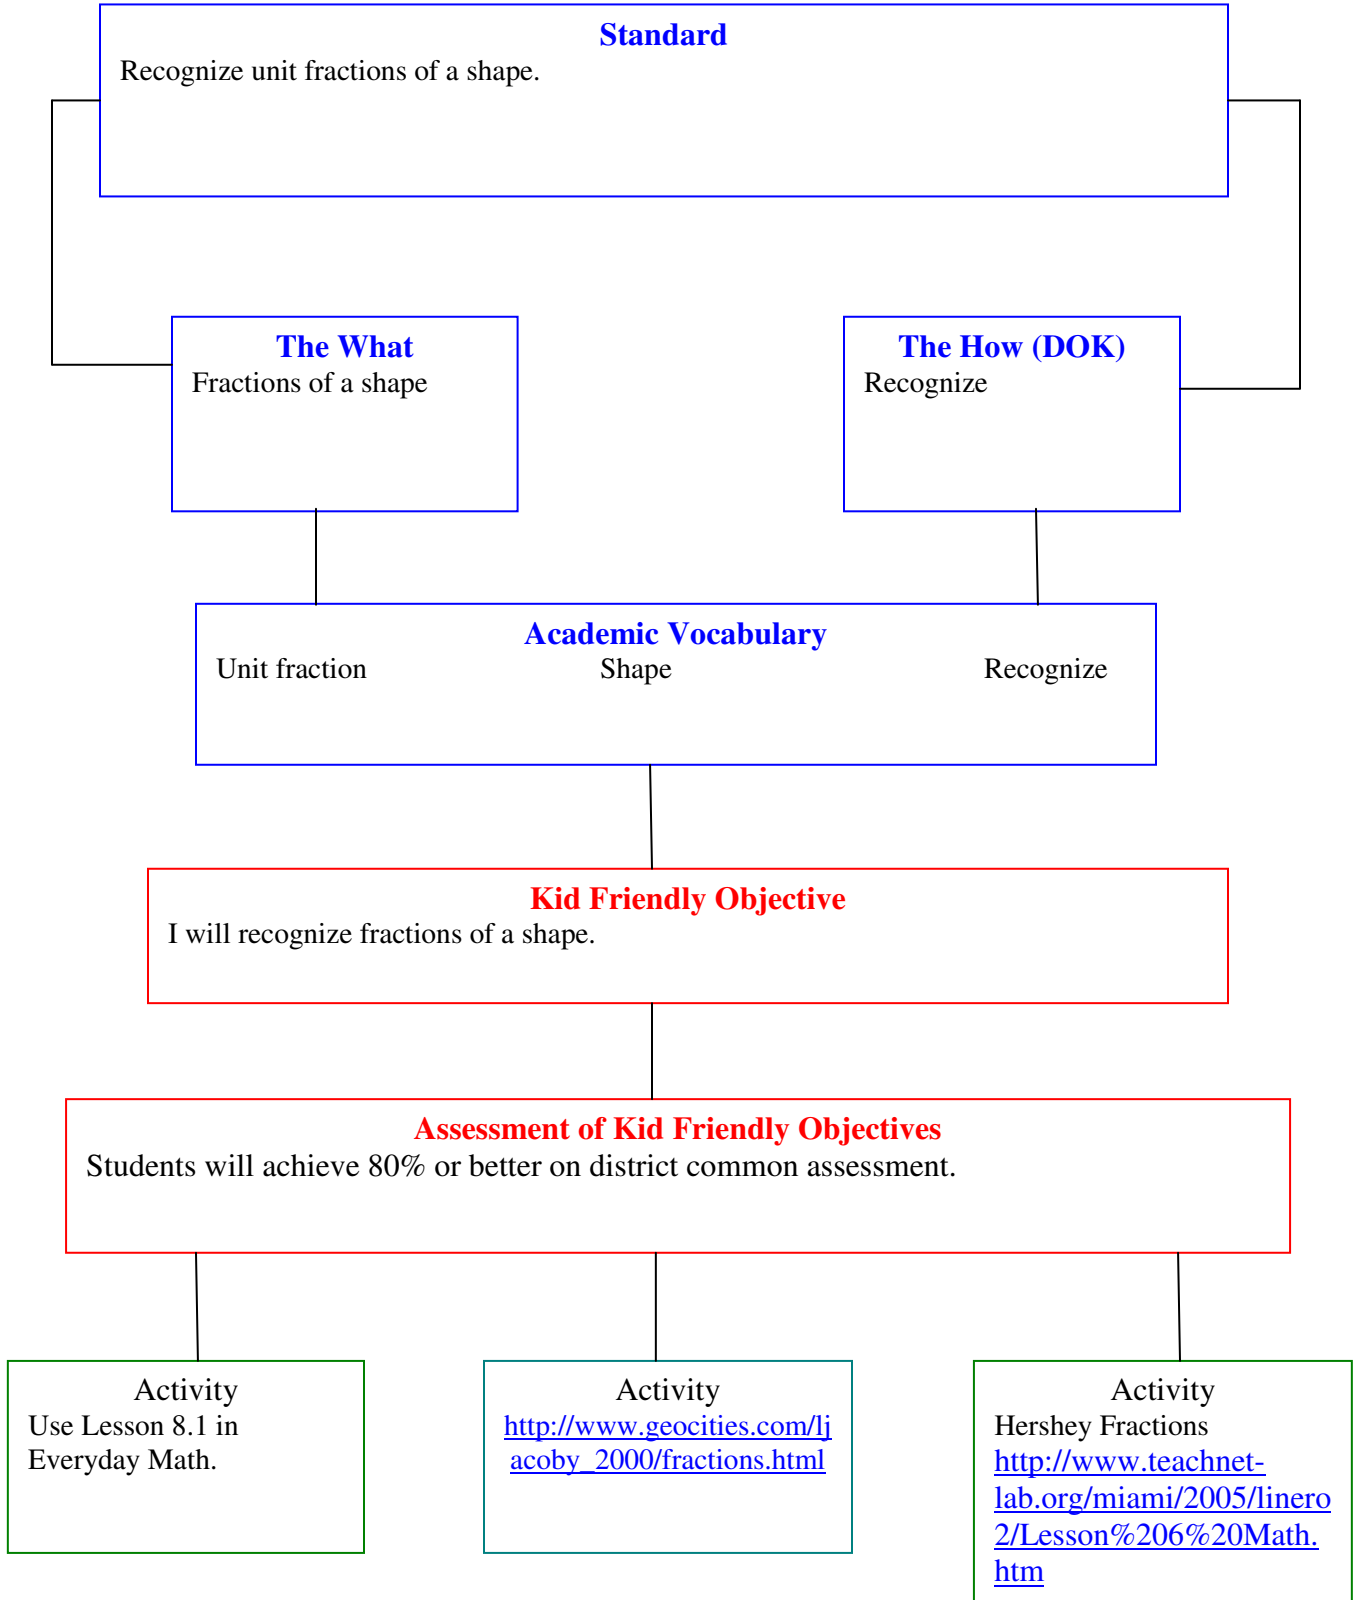 Standard
Recognize unit fractions of a shape.
The What
Fractions of a shape
The How (DOK)
Recognize
Academic Vocabulary
Unit fraction Shape Recognize
Kid Friendly Objective
I will recognize fractions of a shape.
Assessment of Kid Friendly Objectives
Students will achieve 80% or better on district common assessment.
Activity
Use Lesson 8.1 in
Everyday Math.
Activity
http://www.geocities.com/lj
acoby_2000/fractions.html
Activity
Hershey Fractions
http://www.teachnet-
lab.org/miami/2005/linero
2/Lesson%206%20Math.
htm